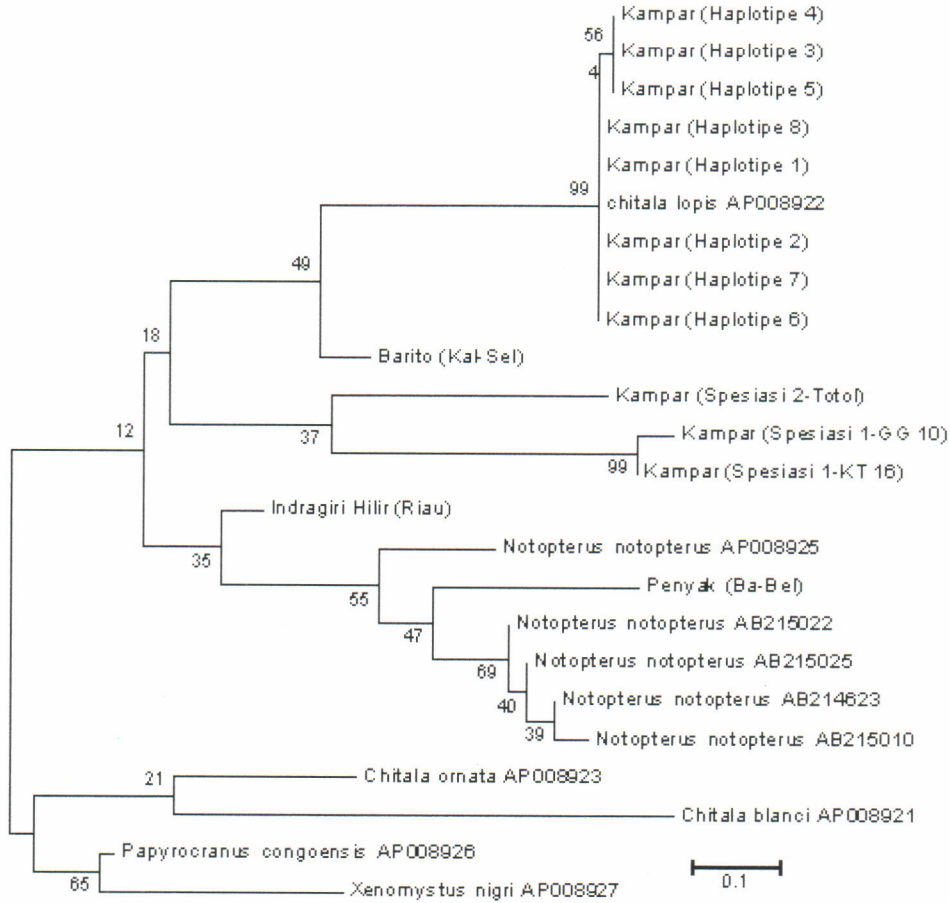 Kampar (Haplotipe 4)
56
Kampar (Haplotipe 3)
4
Kampar (Haplotipe 5)
Kampar (Haplotipe 8)
Kampar (Haplotipe 1)
99
chitala lopis AP008922
Kampar (Haplotipe 2)
49
Kampar (Haplotipe 7)
Kampar (Haplotipe 6)
18
Barito (Kal-Sel)
Kampar (Spesiasi 2-Totol)
12
37
Kampar (Spesiasi 1-GG 10)
99
Kampar (Spesiasi 1-KT 16)
Indragiri Hilir (Riau)
35
Notopterus notopterus AP008925
55
Penyak (Ba-Bel)
47
Notopterus notopterus AB215022
69
Notopterus notopterus AB215025
40
Notopterus notopterus AB214623
39
Notopterus notopterus AB215010
21
Chitala ornata AP008923
Chitala blanci AP008921
Papyrocranus congoensis AP008926
65
Xenomystus nigri AP008927
0.1